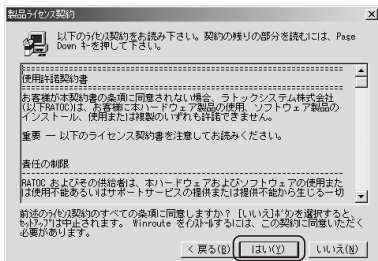 製品ライセンス契約
以下のライセンス契約をお読み下さい。契約の残りの部分を読むには、Page
Down キーを押して下さい。
使用許諾契約書
お客様が本契約書の条項に同意されない場合、ラトックシステム株式会社
(以下RATOC)は、お客様に本ハードウェア製品の使用、ソフトウェア製品の
インストール、使用または複製のいずれも許諾できません。
重要 ― 以下のライセンス契約書を注意してお読みください。
責任の制限
RATOC およびその供給者は、本ハードウェアおよびソフトウェアの使用また
は使用不能あるいはサポートサービスの提供または提供不能から生じる一切
前述のライセンス契約のすべての条項に同意しますか? [いいえ]ボタンを選択すると、
セットアップは中止されます。 Winroute をインストールするには、この契約に同意いただく
必要があります。
< 戻る(B)
はい(Y)
いいえ(N)